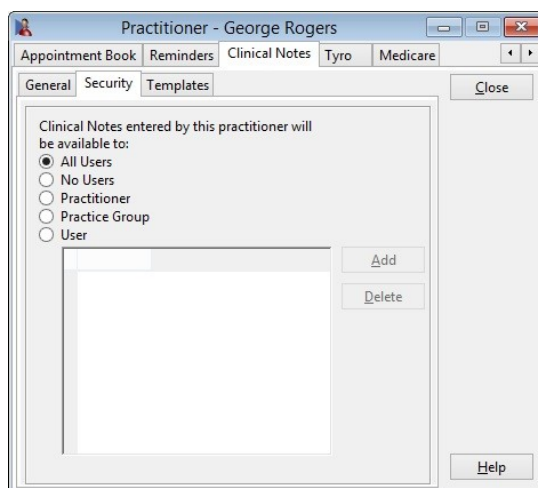 Practitioner - George Rogers
Appointment Book Reminders Clinical Notes Tyro Medicare
General Security Templates
Close
Clinical Notes entered by this practitioner will
be available to:
All Users
No Users
Practitioner
Practice Group
User
Add
Delete
Help